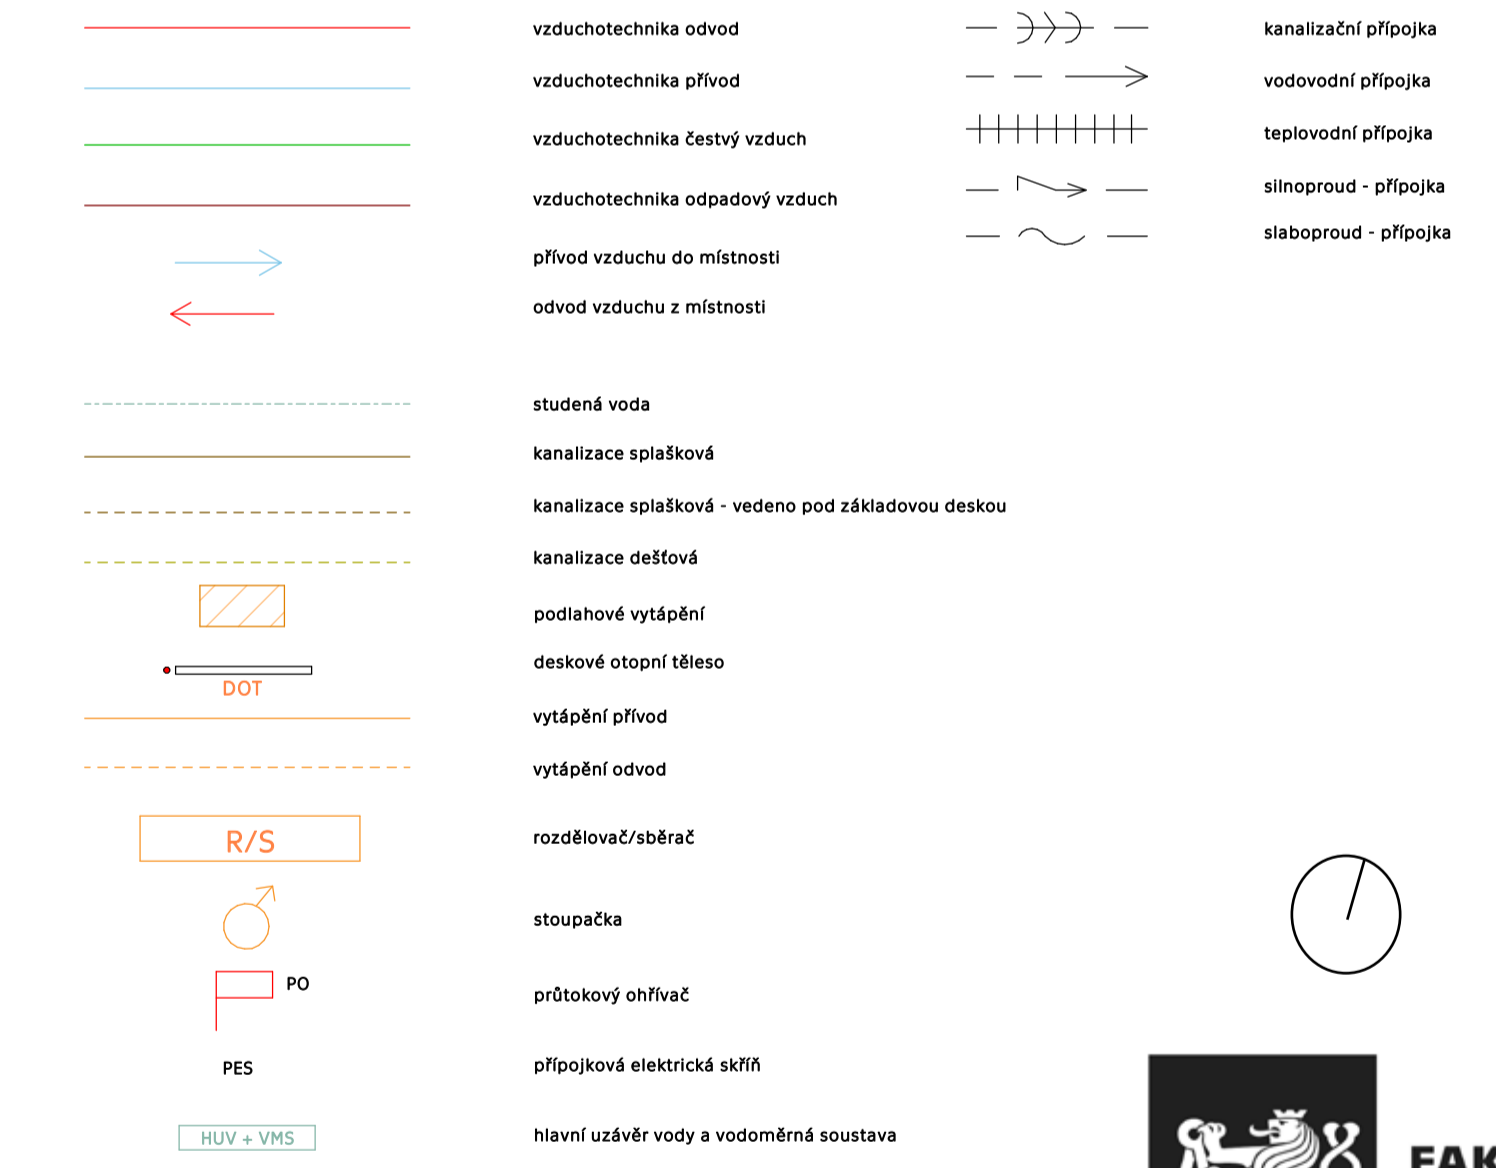 vzduchotechnika odvod
vzduchotechnika přívod
vzduchotechnika čestvý vzduch
vzduchotechnika odpadový vzduch
přívod vzduchu do místnosti
odvod vzduchu z místnosti
studená voda
kanalizace splašková
kanalizace splašková - vedeno pod základovou deskou
kanalizace dešťová
podlahové vytápění
deskové otopní těleso
DOT
vytápění přívod
vytápění odvod
R/S
rozdělovač/sběrač
stoupačka
PO
průtokový ohřívač
PES
přípojková elektrická skříň
HUV + VMS
hlavní uzávěr vody a vodoměrná soustava
kanalizační přípojka
vodovodní přípojka
teplovodní přípojka
silnoproud - přípojka
slaboproud - přípojka